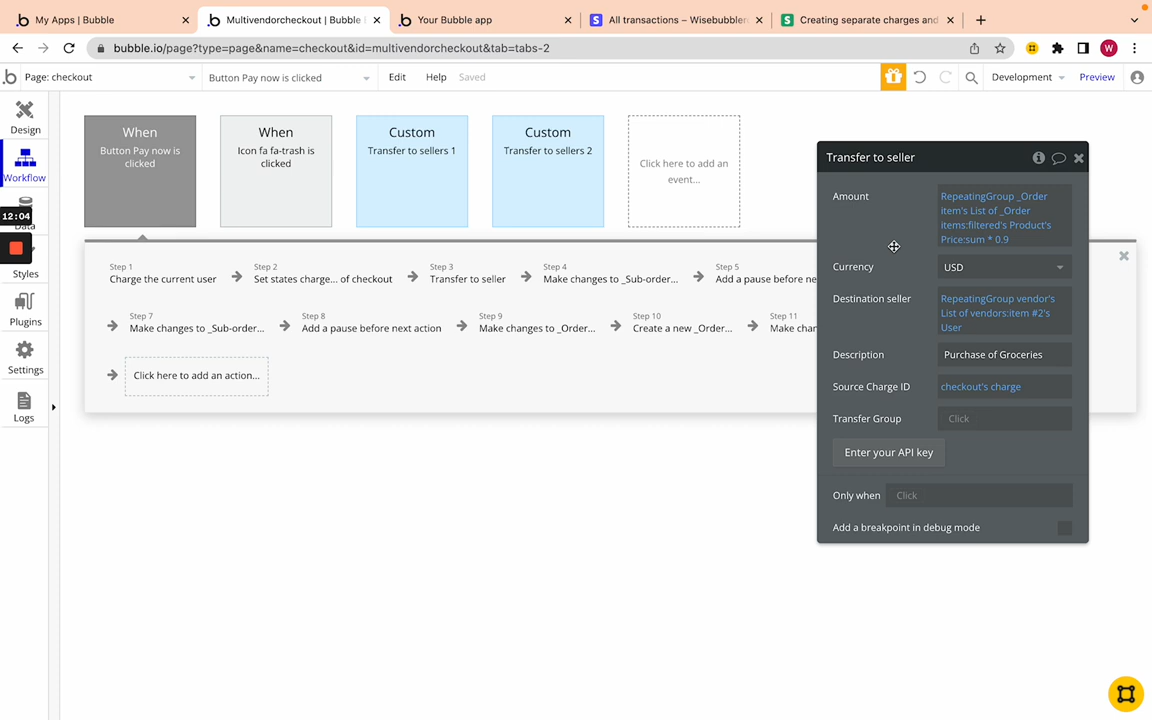 My Apps | Bubble
Multivendorcheckout | Bubble
Your Bubble app
All transactions – Wisebubblen
Creating separate charges and
bubble.io/page?type=page&name=checkout&id=multivendorcheckout&tab=tabs-2
W
Page: checkout
Button Pay now is clicked
Edit
Help
Saved
Development
Preview
Design
Workflow
Data
12:04
Styles
Plugins
Settings
Logs
When
Button Pay now is
clicked
When
Icon fa fa-trash is
clicked
Custom
Transfer to sellers 1
Custom
Transfer to sellers 2
Click here to add an
event...
Step 1
Charge the current user
Step 2
Set states charge... of checkout
Step 3
Transfer to seller
Step 4
Make changes to _Sub-order...
Step 5
Add a pause before ne
Step 7
Make changes to _Sub-order...
Step 8
Add a pause before next action
Step 9
Make changes to _Order...
Step 10
Create a new _Order...
Step 11
Make chan
Click here to add an action...
Transfer to seller
Amount
RepeatingGroup _Order
item's List of _Order
items:filtered's Product's
Price:sum * 0.9
Currency
USD
Destination seller
RepeatingGroup vendor's
List of vendors:item #2's
User
Description
Purchase of Groceries
Source Charge ID
checkout's charge
Transfer Group
Click
Enter your API key
Only when
Click
Add a breakpoint in debug mode